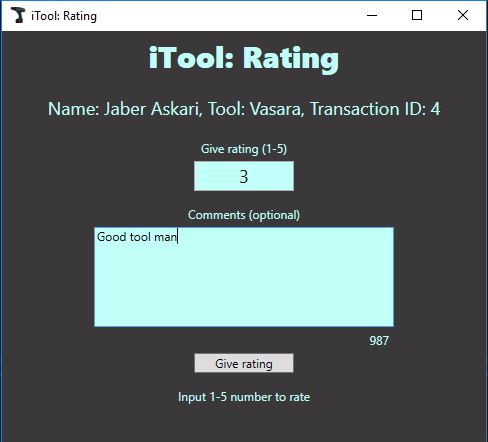 iTool: Rating
iTool: Rating
Name: Jaber Askari, Tool: Vasara, Transaction ID: 4
Give rating (1-5)
3
Comments (optional)
Good tool man
987
Give rating
Input 1-5 number to rate